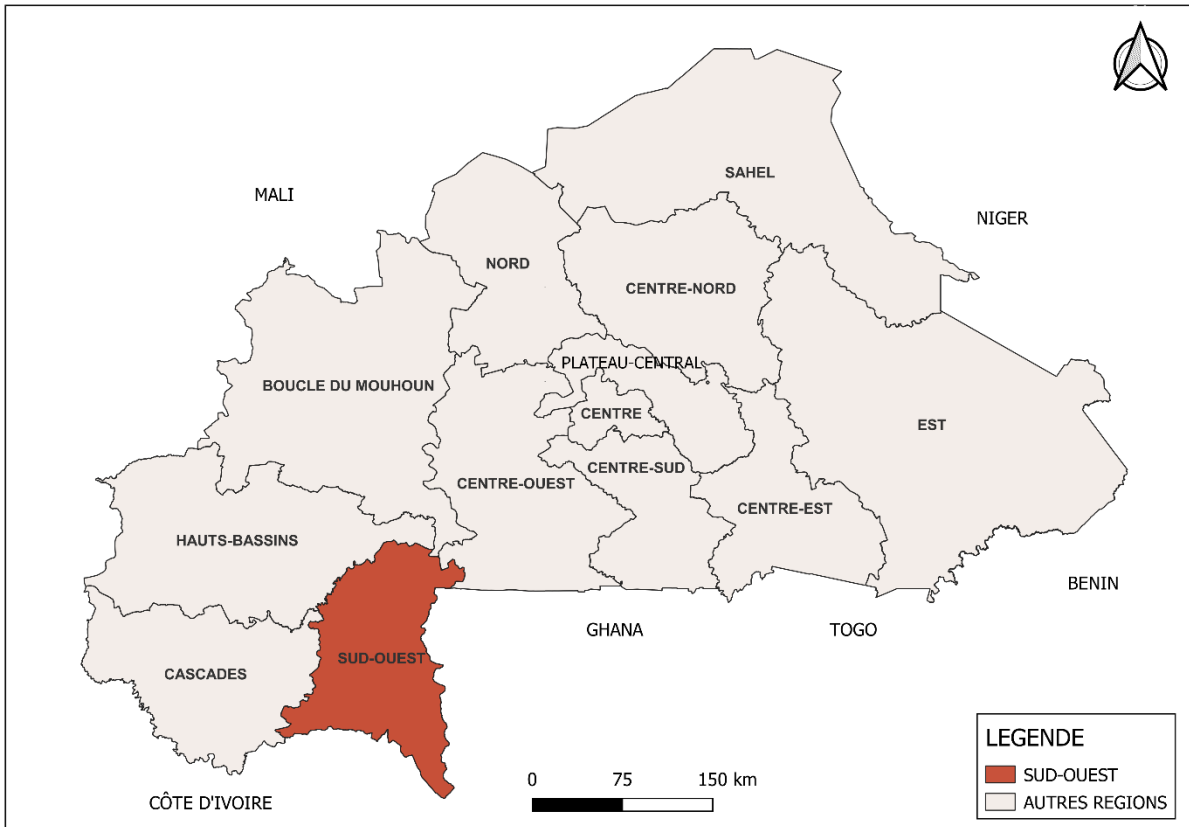 SAHEL
MALI
NIGER
NORD
CENTRE-NORD
PLATEAU-CENTRAL
BOUCLE DU MOUHOUN
CENTRE
EST
CENTRE-SUD
CENTRE-OUEST
CENTRE-EST
HAUTS-BASSINS
BENIN
GHANA
TOGO
SUD-OUEST
CASCADES
CÔTE D'IVOIRE
0 75 150 km
LEGENDE
SUD-OUEST
AUTRES REGIONS